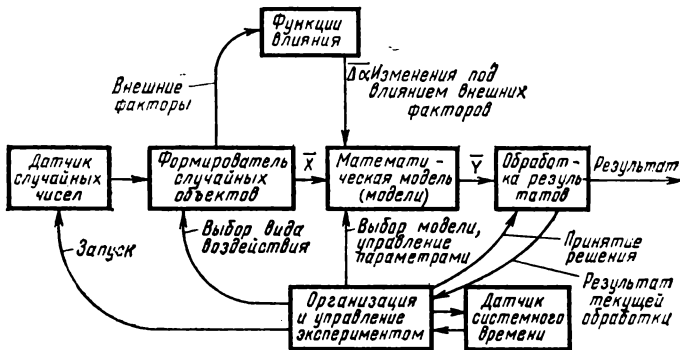 Функции
влияния
Внешние
факторы
Δα Изменения под
влиянием внешних
факторов
Датчик
случайных
чисел
Формирователь
случайных
объектов
X
Математи-
ческая модель
(модели)
Y
Обработ-
ка резуль-
татов
Результат
Запуск
Выбор вида
воздействия
Выбор модели,
управление
параметрами
Принятие
решения
Результат
текущей
обработки
Организация
и управление
экспериментом
Датчик
системного
времени